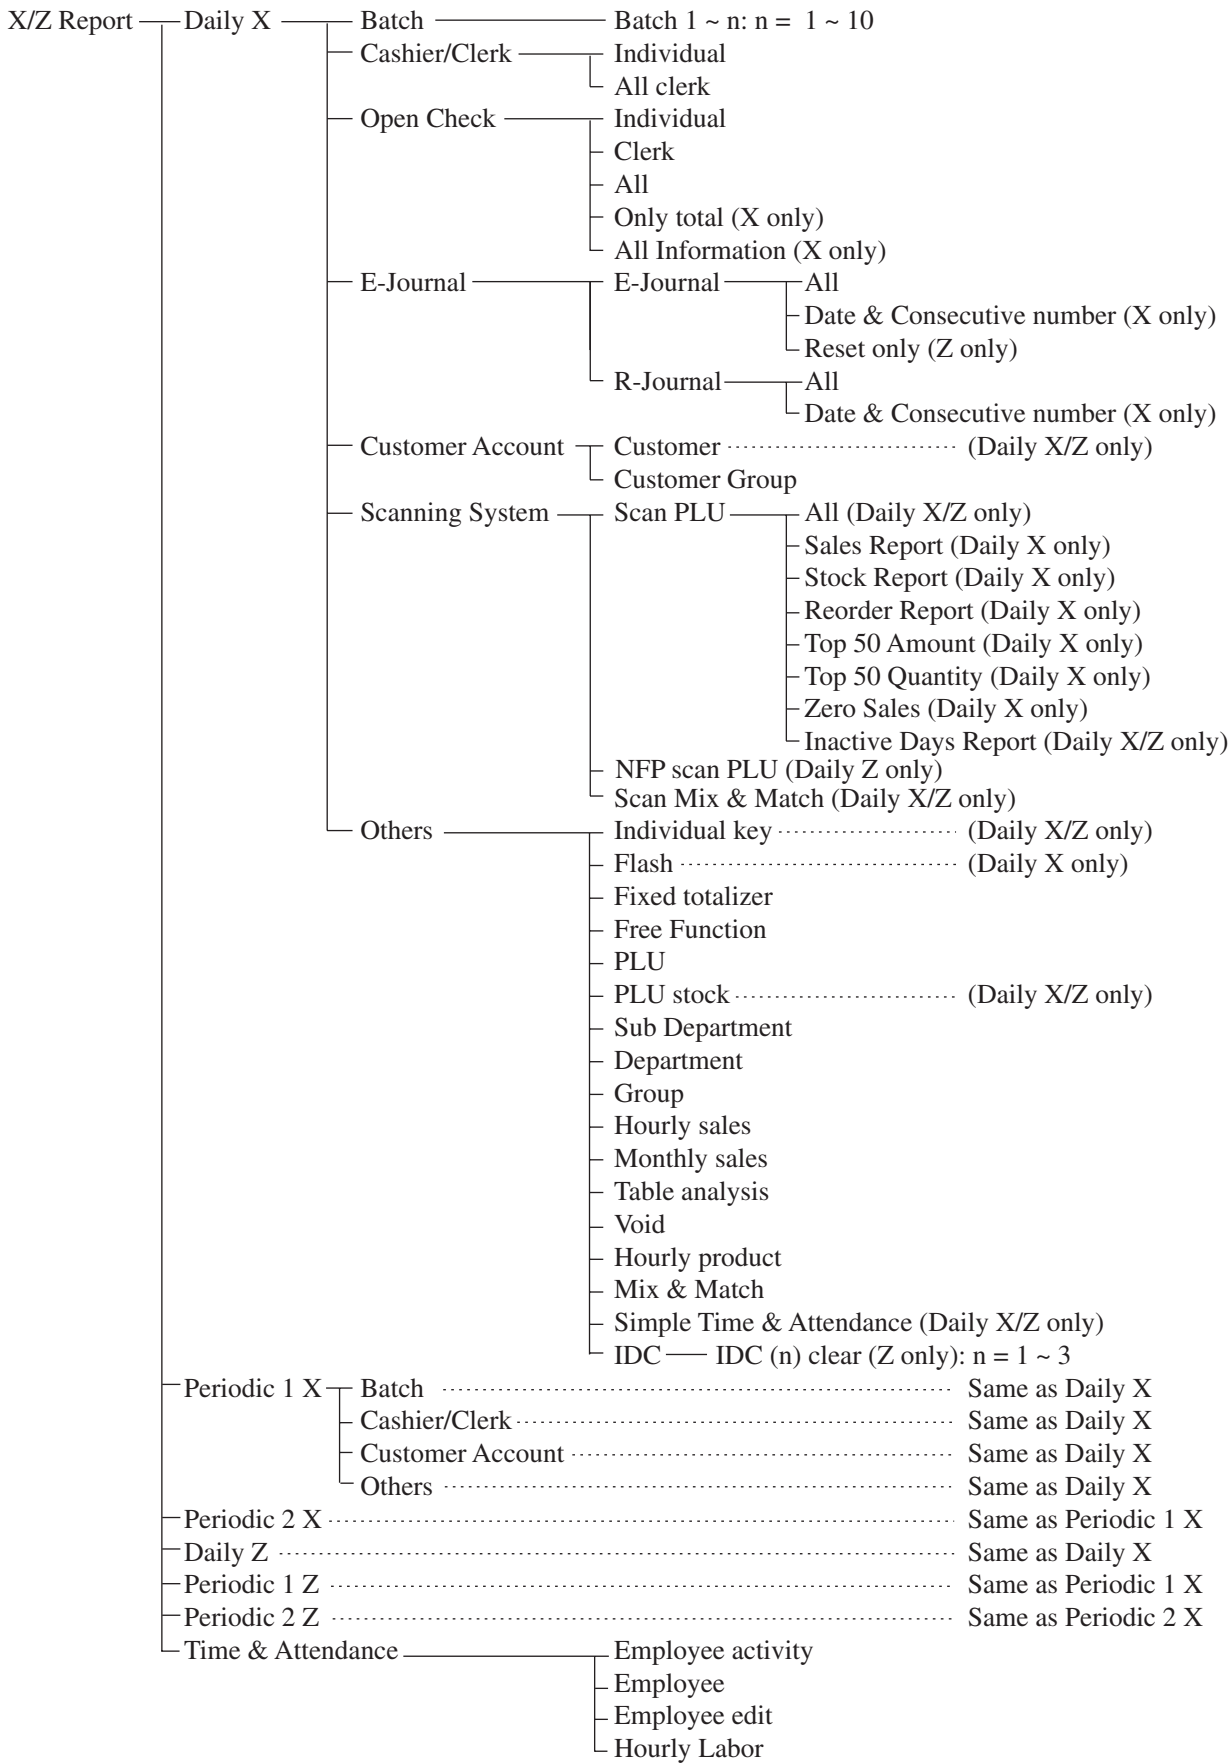 X/Z Report Daily X Batch Batch 1 ~ n: n = 1 ~ 10
Cashier/Clerk Individual
All clerk
Open Check Individual
Clerk
All
Only total (X only)
All Information (X only)
E-Journal E-Journal All
Date & Consecutive number (X only)
Reset only (Z only)
R-Journal All
Date & Consecutive number (X only)
Customer Account Customer (Daily X/Z only)
Customer Group
Scanning System Scan PLU All (Daily X/Z only)
Sales Report (Daily X only)
Stock Report (Daily X only)
Reorder Report (Daily X only)
Top 50 Amount (Daily X only)
Top 50 Quantity (Daily X only)
Zero Sales (Daily X only)
Inactive Days Report (Daily X/Z only)
NFP scan PLU (Daily Z only)
Scan Mix & Match (Daily X/Z only)
Others Individual key (Daily X/Z only)
Flash (Daily X only)
Fixed totalizer
Free Function
PLU
PLU stock (Daily X/Z only)
Sub Department
Department
Group
Hourly sales
Monthly sales
Table analysis
Void
Hourly product
Mix & Match
Simple Time & Attendance (Daily X/Z only)
IDC IDC (n) clear (Z only): n = 1 ~ 3
Periodic 1 X Batch Same as Daily X
Cashier/Clerk Same as Daily X
Customer Account Same as Daily X
Others Same as Daily X
Periodic 2 X Same as Periodic 1 X
Daily Z Same as Daily X
Periodic 1 Z Same as Periodic 1 X
Periodic 2 Z Same as Periodic 2 X
Time & Attendance Employee activity
Employee
Employee edit
Hourly Labor